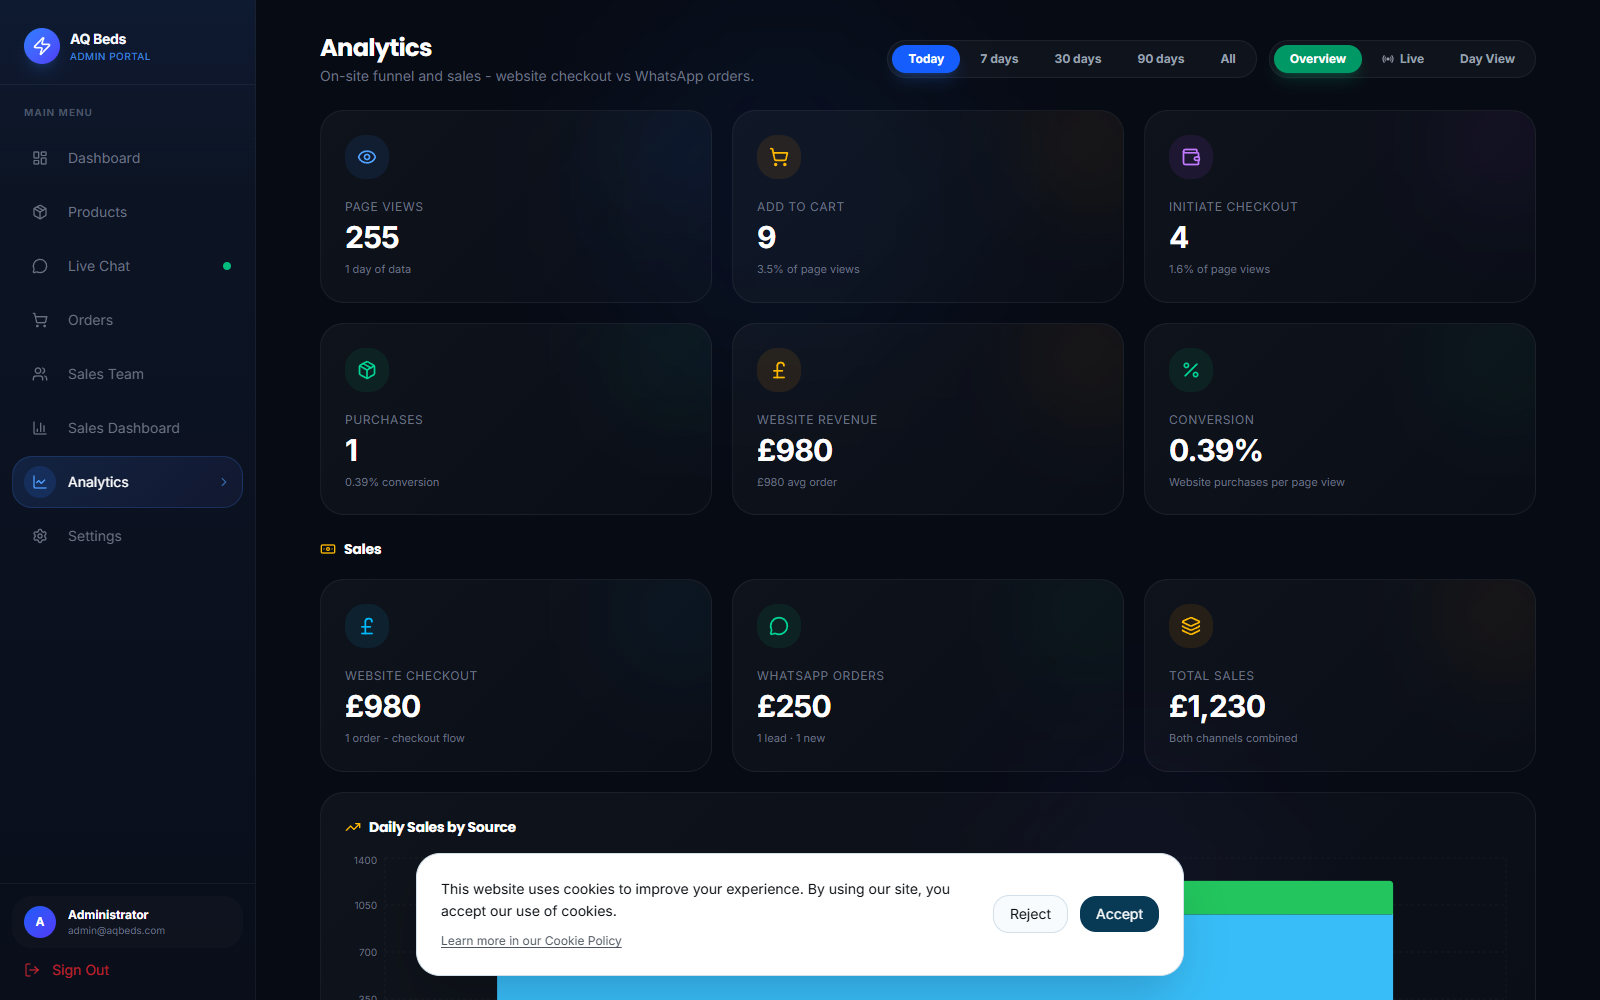 AQ Beds
ADMIN PORTAL
MAIN MENU
Dashboard
Products
Live Chat
Orders
Sales Team
Sales Dashboard
Analytics
Settings
A
Administrator
admin@aqbeds.com
Sign Out
Analytics
On-site funnel and sales - website checkout vs WhatsApp orders.
Today 7 days 30 days 90 days All
Overview Live Day View
PAGE VIEWS
255
1 day of data
ADD TO CART
9
3.5% of page views
INITIATE CHECKOUT
4
1.6% of page views
PURCHASES
1
0.39% conversion
WEBSITE REVENUE
£980
£980 avg order
CONVERSION
0.39%
Website purchases per page view
Sales
WEBSITE CHECKOUT
£980
1 order - checkout flow
WHATSAPP ORDERS
£250
1 lead · 1 new
TOTAL SALES
£1,230
Both channels combined
Daily Sales by Source
1400
1050
700
350
This website uses cookies to improve your experience. By using our site, you
accept our use of cookies.
Learn more in our Cookie Policy
Reject
Accept